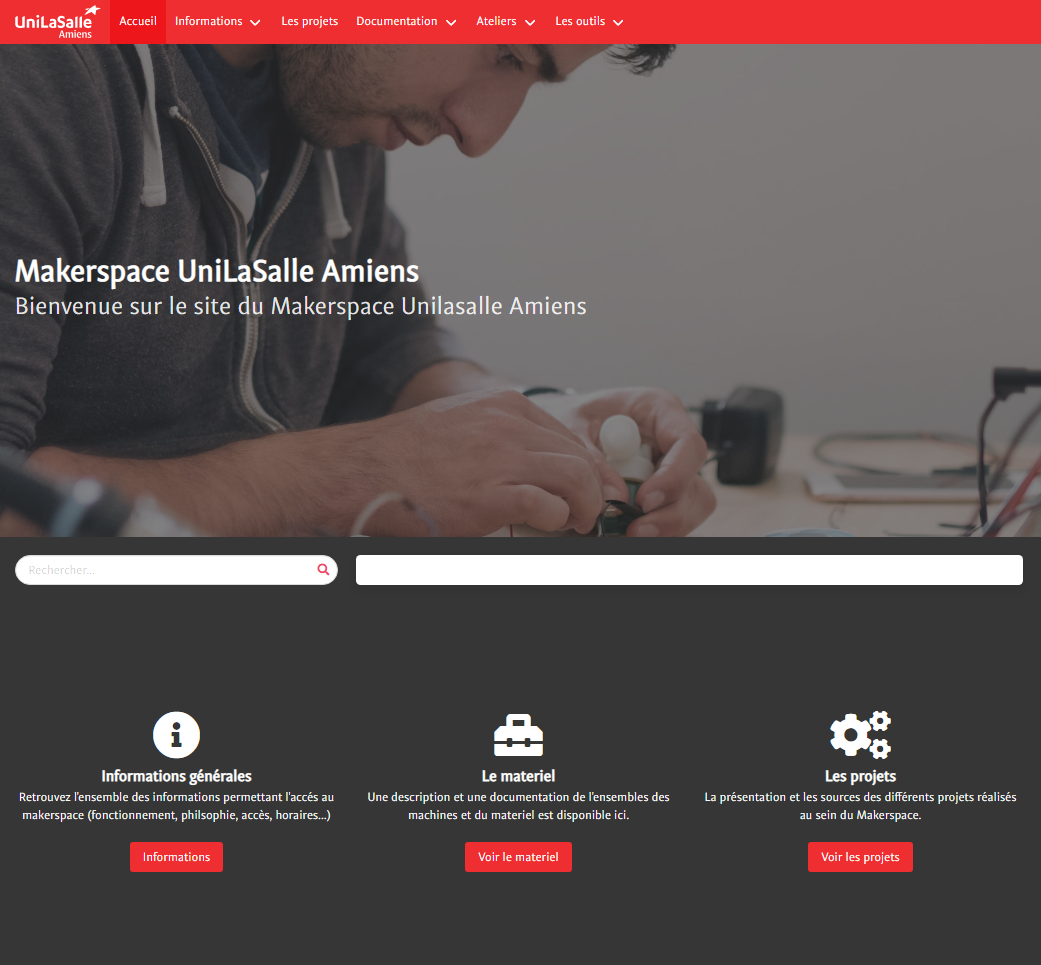 UniLaSalle
Amiens
Accueil
Informations
Les projets
Documentation
Ateliers
Les outils
Makerspace UniLaSalle Amiens
Bienvenue sur le site du Makerspace Unilasalle Amiens
Rechercher...
Informations générales
Retrouvez l'ensemble des informations permettant l'accés au
makerspace (fonctionnement, philsophie, accès, horaires...)
Informations
Le materiel
Une description et une documentation de l'ensembles des
machines et du materiel est disponible ici.
Voir le materiel
Les projets
La présentation et les sources des différents projets réalisés
au sein du Makerspace.
Voir les projets